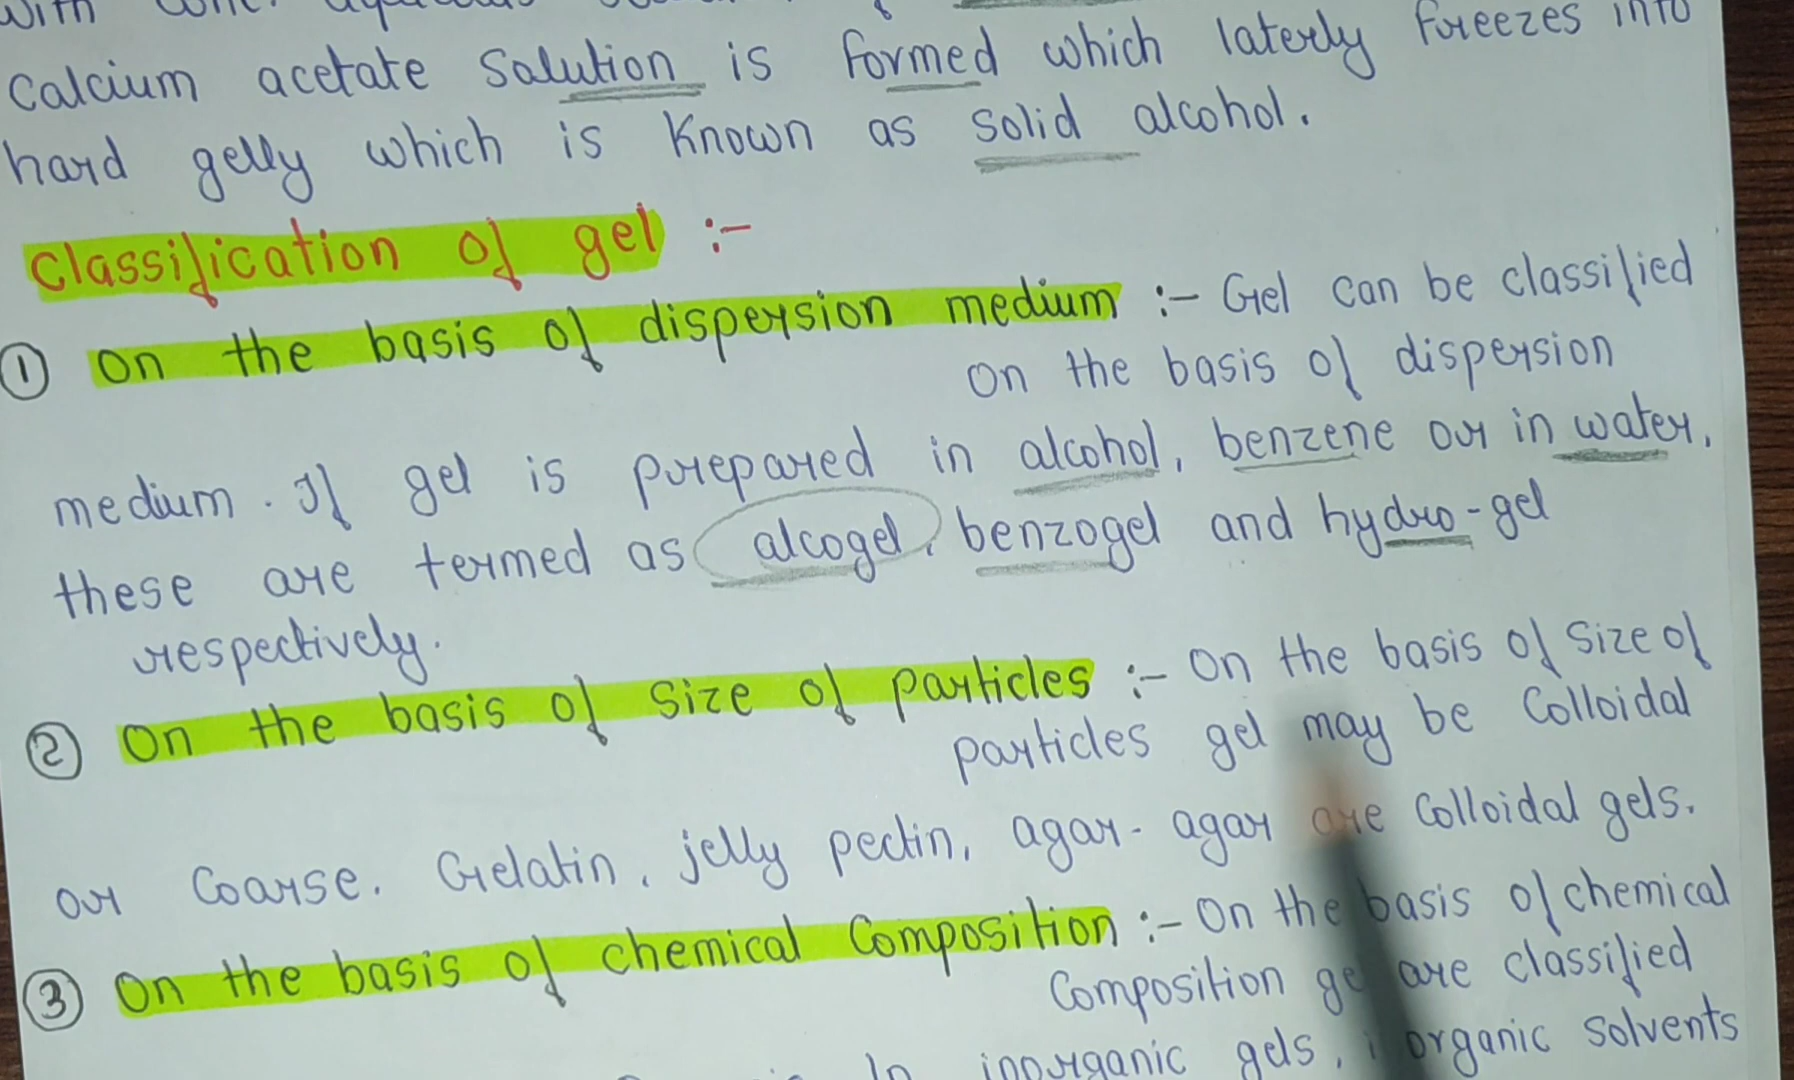 with conc. aqueous
Calcium acetate Solution is formed which laterly freezes into
hard gelly which is known as solid alcohol.
Classification of gel :-
① On the basis of dispersion medium :- Gel can be classified
on the basis of dispersion
medium. If gel is prepared in alcohol, benzene or in water,
these are termed as alcogel, benzogel and hydro-gel
respectively.
② On the basis of size of particles :- On the basis of size of
particles gel may be Colloidal
or Coarse. Gelatin, jelly pectin, agar-agar are Colloidal gels.
③ On the basis of chemical Composition :- On the basis of chemical
Composition ge are classified
In inorganic gels, organic solvents